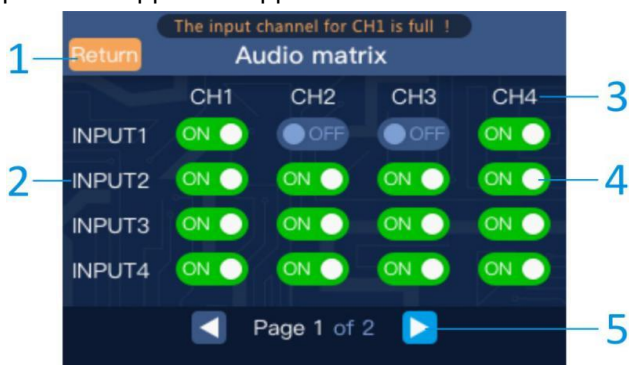 The input channel for CH1 is full !
Return Audio matrix
CH1 CH2 CH3 CH4
INPUT1 ON OFF OFF ON
INPUT2 ON ON ON ON
INPUT3 ON ON ON ON
INPUT4 ON ON ON ON
Page 1 of 2
1
2
3
4
5